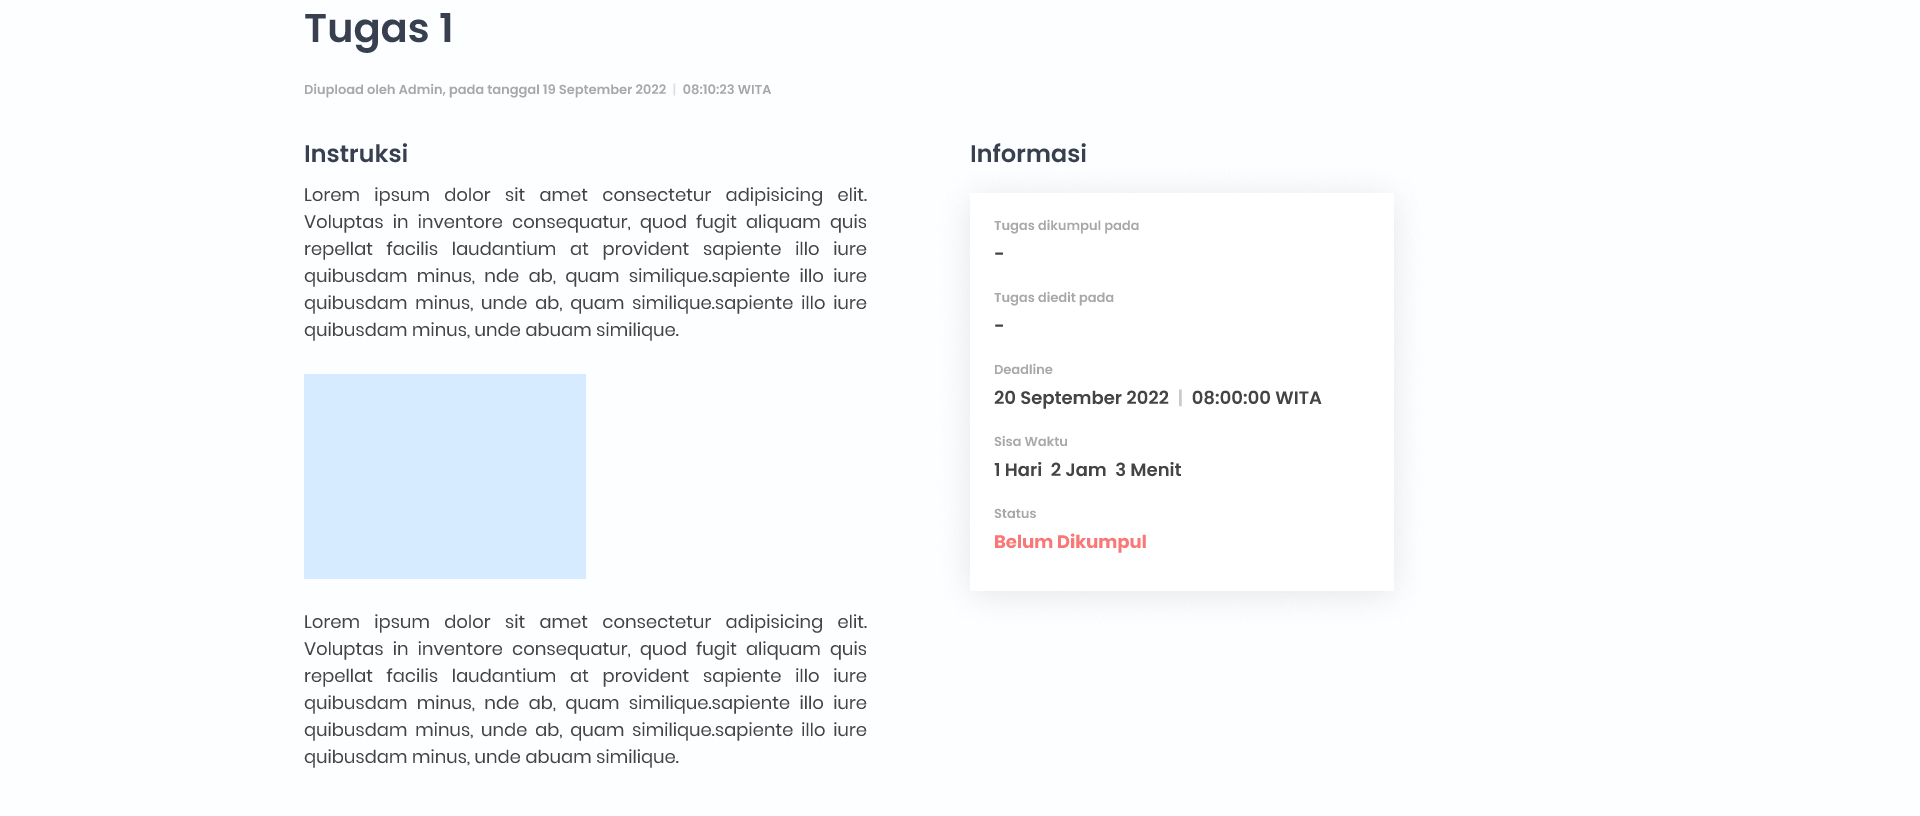 Tugas 1
Diupload oleh Admin, pada tanggal 19 September 2022 | 08:10:23 WITA
Instruksi
Lorem ipsum dolor sit amet consectetur adipisicing elit.
Voluptas in inventore consequatur, quod fugit aliquam quis
repellat facilis laudantium at provident sapiente illo iure
quibusdam minus, nde ab, quam similique.sapiente illo iure
quibusdam minus, unde ab, quam similique.sapiente illo iure
quibusdam minus, unde abuam similique.
Lorem ipsum dolor sit amet consectetur adipisicing elit.
Voluptas in inventore consequatur, quod fugit aliquam quis
repellat facilis laudantium at provident sapiente illo iure
quibusdam minus, nde ab, quam similique.sapiente illo iure
quibusdam minus, unde ab, quam similique.sapiente illo iure
quibusdam minus, unde abuam similique.
Informasi
Tugas dikumpul pada
-
Tugas diedit pada
-
Deadline
20 September 2022 | 08:00:00 WITA
Sisa Waktu
1 Hari 2 Jam 3 Menit
Status
Belum Dikumpul